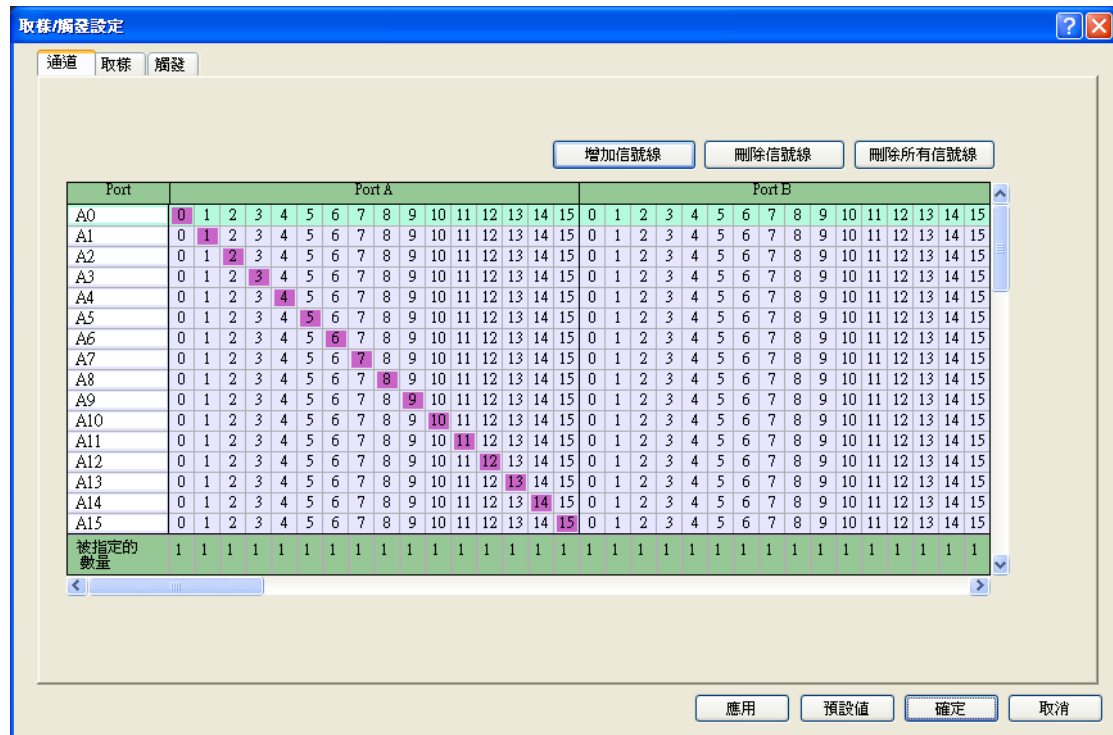 取樣/觸發設定
通道 取樣 觸發
增加信號線 刪除信號線 刪除所有信號線
Port Port A Port B
A0 0 1 2 3 4 5 6 7 8 9 10 11 12 13 14 15 0 1 2 3 4 5 6 7 8 9 10 11 12 13 14 15
A1 0 1 2 3 4 5 6 7 8 9 10 11 12 13 14 15 0 1 2 3 4 5 6 7 8 9 10 11 12 13 14 15
A2 0 1 2 3 4 5 6 7 8 9 10 11 12 13 14 15 0 1 2 3 4 5 6 7 8 9 10 11 12 13 14 15
A3 0 1 2 3 4 5 6 7 8 9 10 11 12 13 14 15 0 1 2 3 4 5 6 7 8 9 10 11 12 13 14 15
A4 0 1 2 3 4 5 6 7 8 9 10 11 12 13 14 15 0 1 2 3 4 5 6 7 8 9 10 11 12 13 14 15
A5 0 1 2 3 4 5 6 7 8 9 10 11 12 13 14 15 0 1 2 3 4 5 6 7 8 9 10 11 12 13 14 15
A6 0 1 2 3 4 5 6 7 8 9 10 11 12 13 14 15 0 1 2 3 4 5 6 7 8 9 10 11 12 13 14 15
A7 0 1 2 3 4 5 6 7 8 9 10 11 12 13 14 15 0 1 2 3 4 5 6 7 8 9 10 11 12 13 14 15
A8 0 1 2 3 4 5 6 7 8 9 10 11 12 13 14 15 0 1 2 3 4 5 6 7 8 9 10 11 12 13 14 15
A9 0 1 2 3 4 5 6 7 8 9 10 11 12 13 14 15 0 1 2 3 4 5 6 7 8 9 10 11 12 13 14 15
A10 0 1 2 3 4 5 6 7 8 9 10 11 12 13 14 15 0 1 2 3 4 5 6 7 8 9 10 11 12 13 14 15
A11 0 1 2 3 4 5 6 7 8 9 10 11 12 13 14 15 0 1 2 3 4 5 6 7 8 9 10 11 12 13 14 15
A12 0 1 2 3 4 5 6 7 8 9 10 11 12 13 14 15 0 1 2 3 4 5 6 7 8 9 10 11 12 13 14 15
A13 0 1 2 3 4 5 6 7 8 9 10 11 12 13 14 15 0 1 2 3 4 5 6 7 8 9 10 11 12 13 14 15
A14 0 1 2 3 4 5 6 7 8 9 10 11 12 13 14 15 0 1 2 3 4 5 6 7 8 9 10 11 12 13 14 15
A15 0 1 2 3 4 5 6 7 8 9 10 11 12 13 14 15 0 1 2 3 4 5 6 7 8 9 10 11 12 13 14 15
被指定的
數量 1 1 1 1 1 1 1 1 1 1 1 1 1 1 1 1 1 1 1 1 1 1 1 1 1 1 1 1 1 1 1 1
應用 預設值 確定 取消